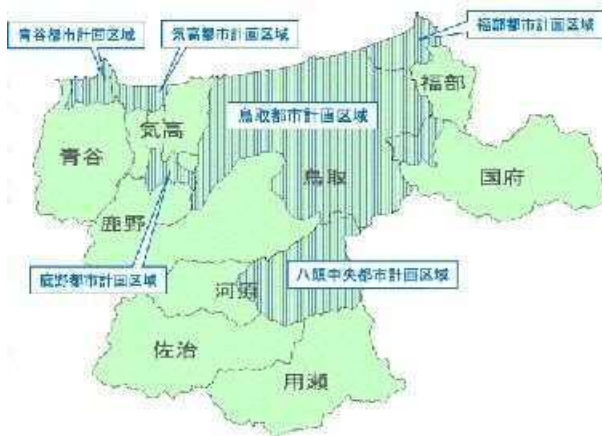 青谷都市計画区域
気高都市計画区域
福部都市計画区域
鳥取都市計画区域
福部
気高
青谷
鳥取
国府
鹿野
鹿野都市計画区域
八頭中央都市計画区域
河原
佐治
用瀬